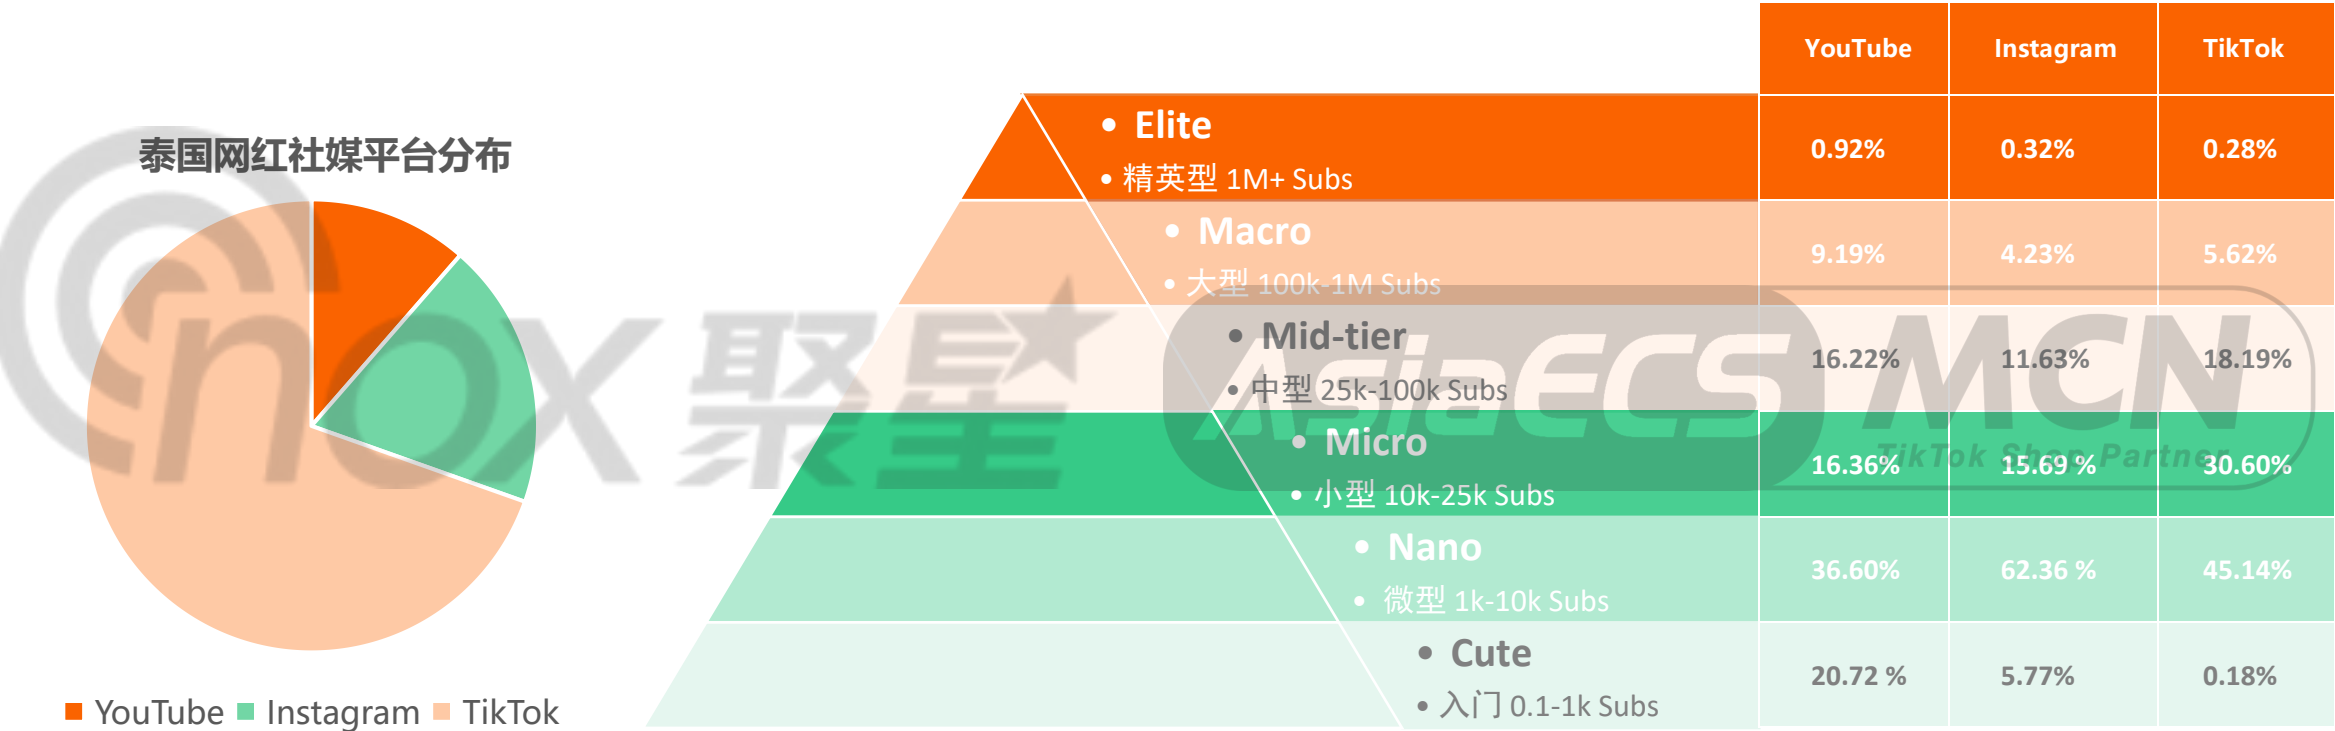 泰国网红社媒平台分布
YouTube Instagram TikTok
YouTube Instagram TikTok
• Elite
• 精英型 1M+ Subs
0.92% 0.32% 0.28%
• Macro
• 大型 100k-1M Subs
9.19% 4.23% 5.62%
• Mid-tier
• 中型 25k-100k Subs
16.22% 11.63% 18.19%
• Micro
• 小型 10k-25k Subs
16.36% 15.69 % 30.60%
• Nano
• 微型 1k-10k Subs
36.60% 62.36 % 45.14%
• Cute
• 入门 0.1-1k Subs
20.72 % 5.77% 0.18%
nox聚星
AsiaECS MCN
TikTok Shop Partner